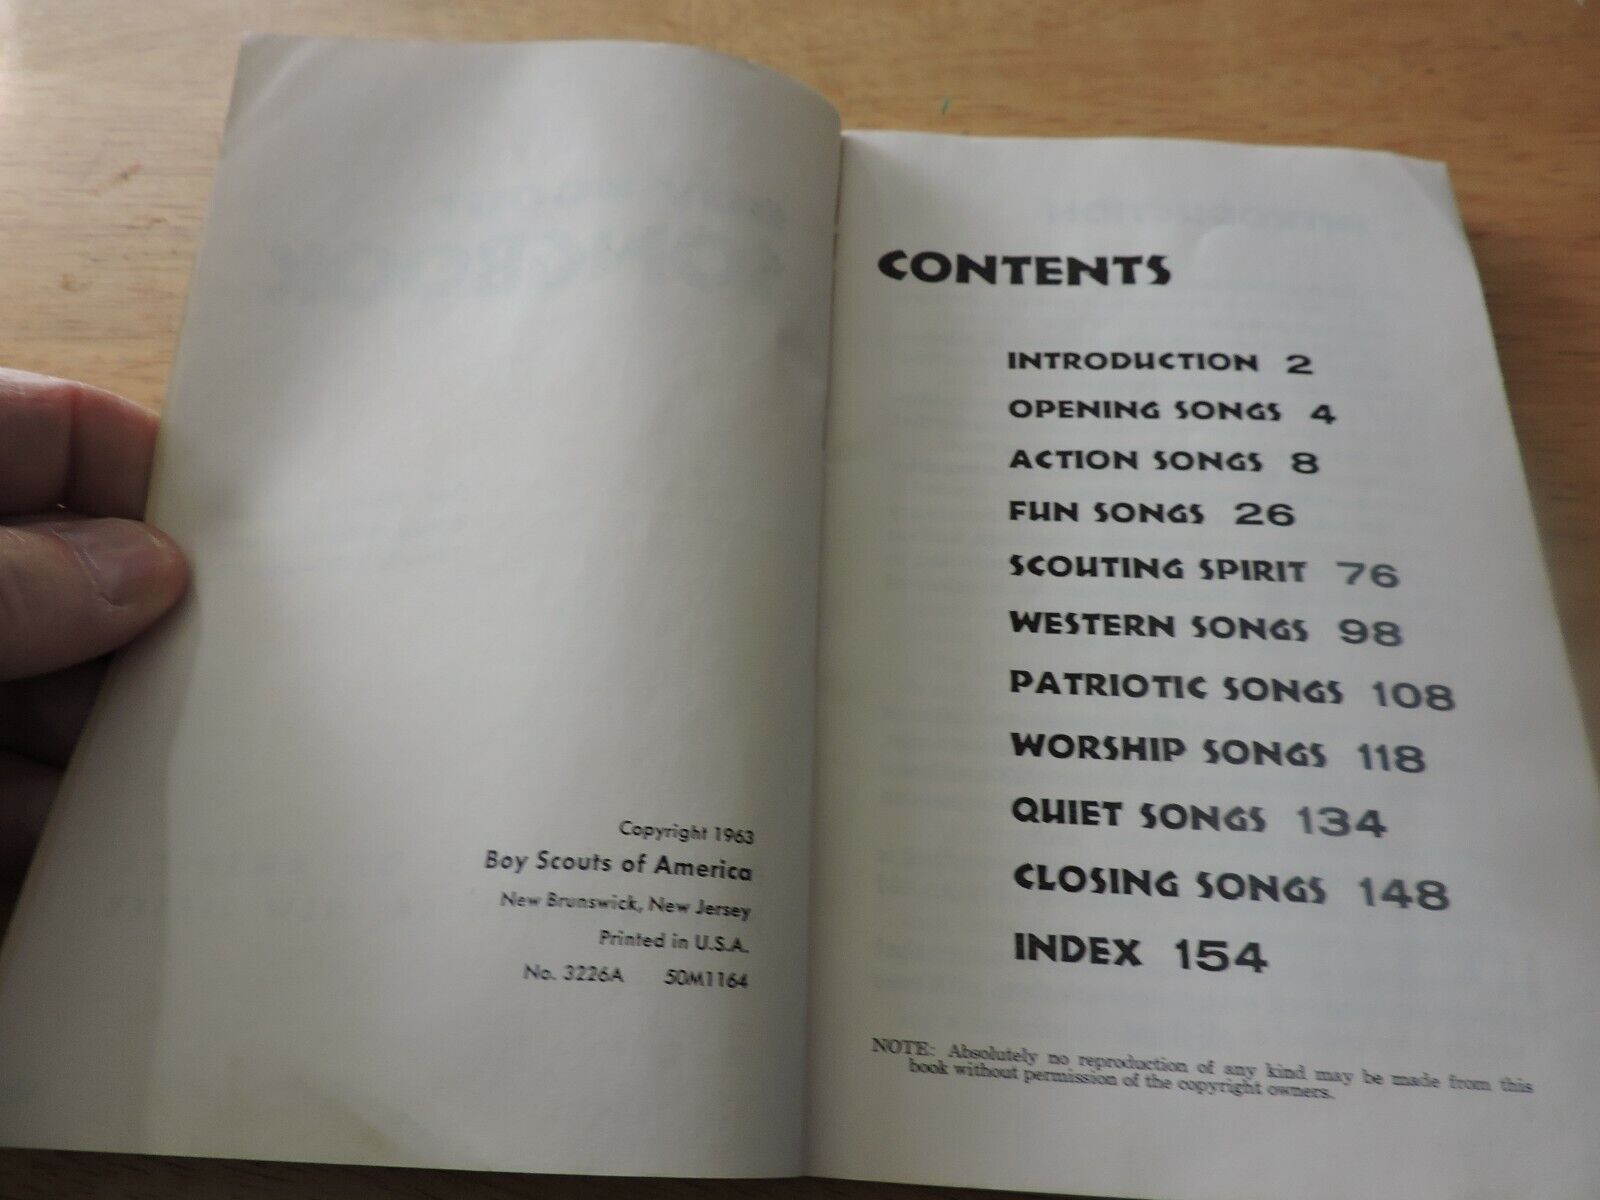 Copyright 1963
Boy Scouts of America
New Brunswick, New Jersey
Printed in U.S.A.
No. 3226A 50M1164
CONTENTS
INTRODUCTION 2
OPENING SONGS 4
ACTION SONGS 8
FUN SONGS 26
SCOUTING SPIRIT 76
WESTERN SONGS 98
PATRIOTIC SONGS 108
WORSHIP SONGS 118
QUIET SONGS 134
CLOSING SONGS 148
INDEX 154
NOTE: Absolutely no reproduction of any kind may be made from this
book without permission of the copyright owners.